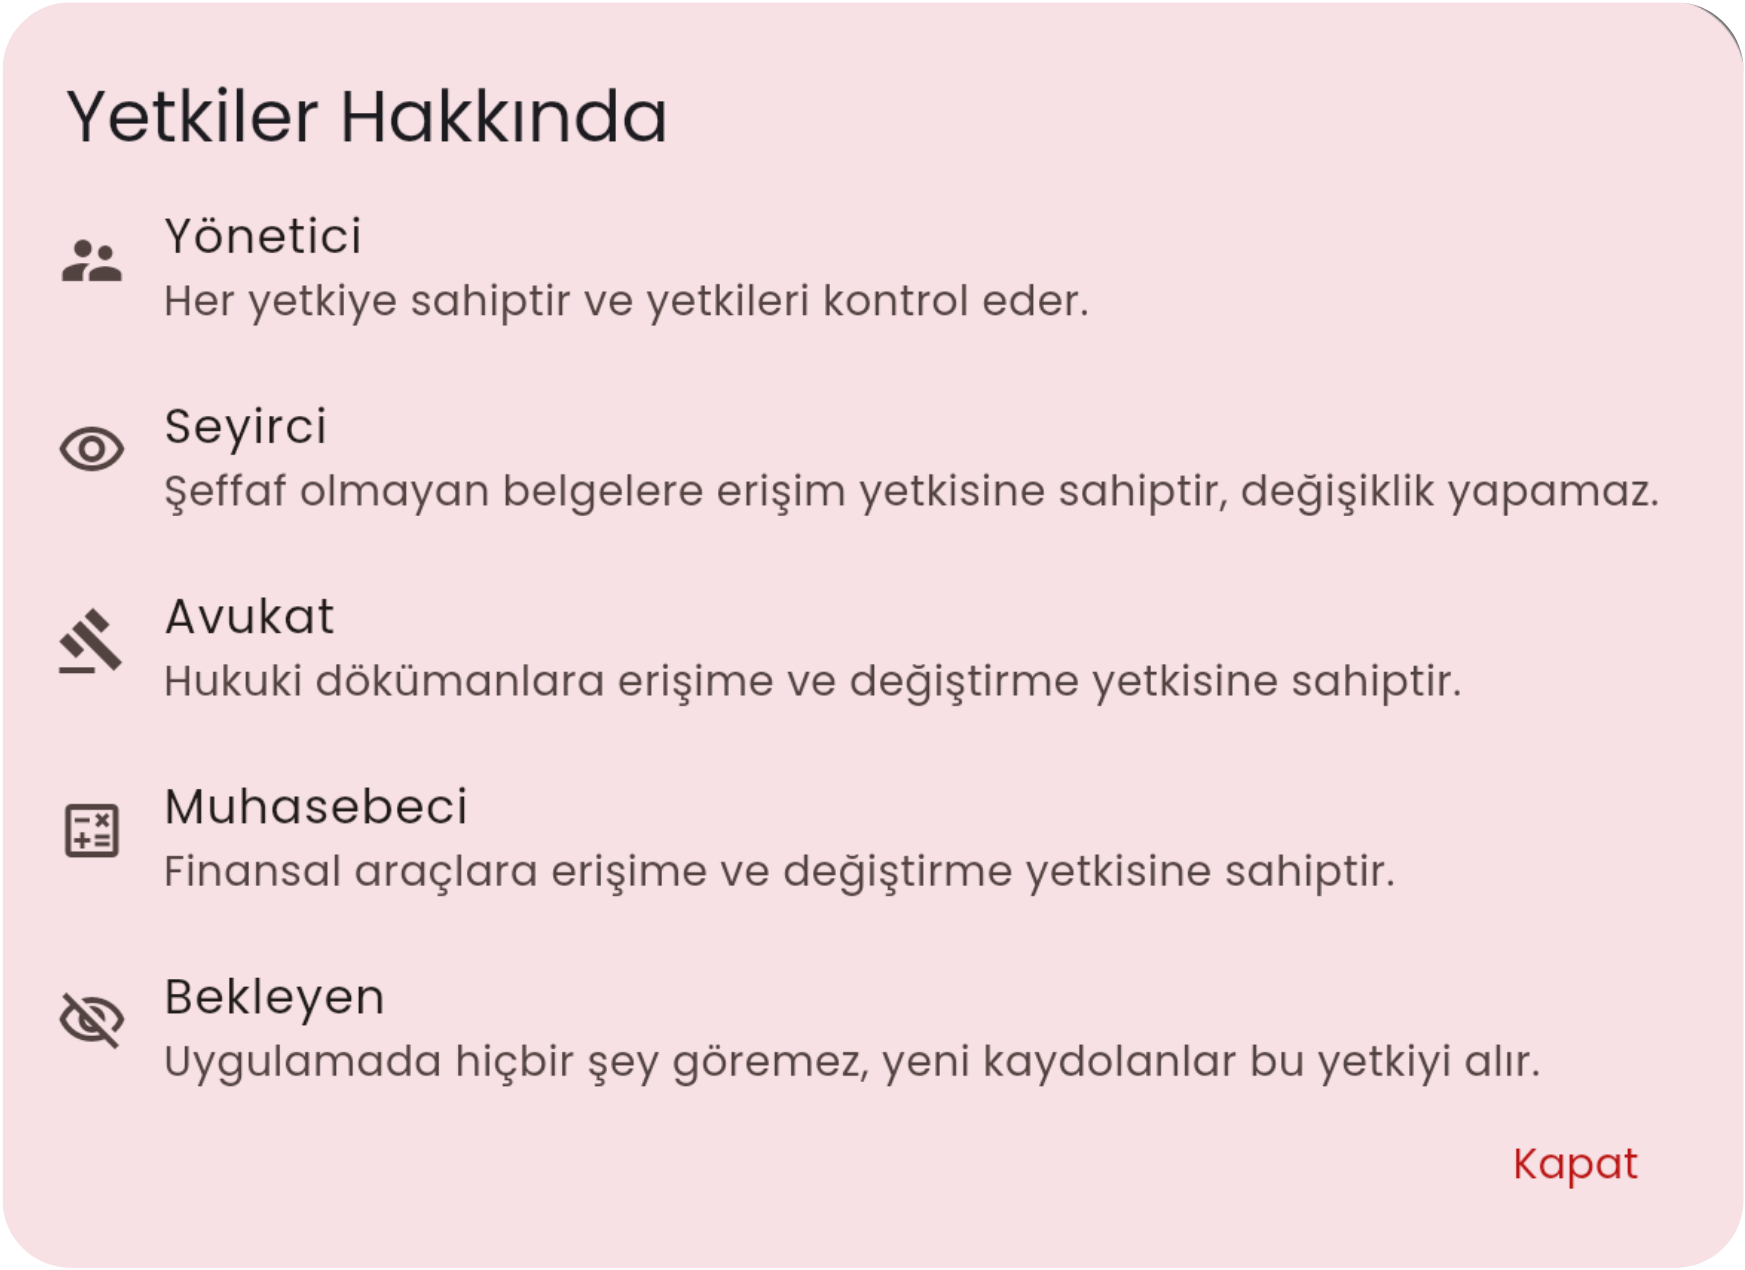 Yetkiler Hakkında
Yönetici
Her yetkiye sahiptir ve yetkileri kontrol eder.
Seyirci
Şeffaf olmayan belgelere erişim yetkisine sahiptir, değişiklik yapamaz.
Avukat
Hukuki dökümanlara erişime ve değiştirme yetkisine sahiptir.
Muhasebeci
Finansal araçlara erişime ve değiştirme yetkisine sahiptir.
Bekleyen
Uygulamada hiçbir şey göremez, yeni kaydolanlar bu yetkiyi alır.
Kapat